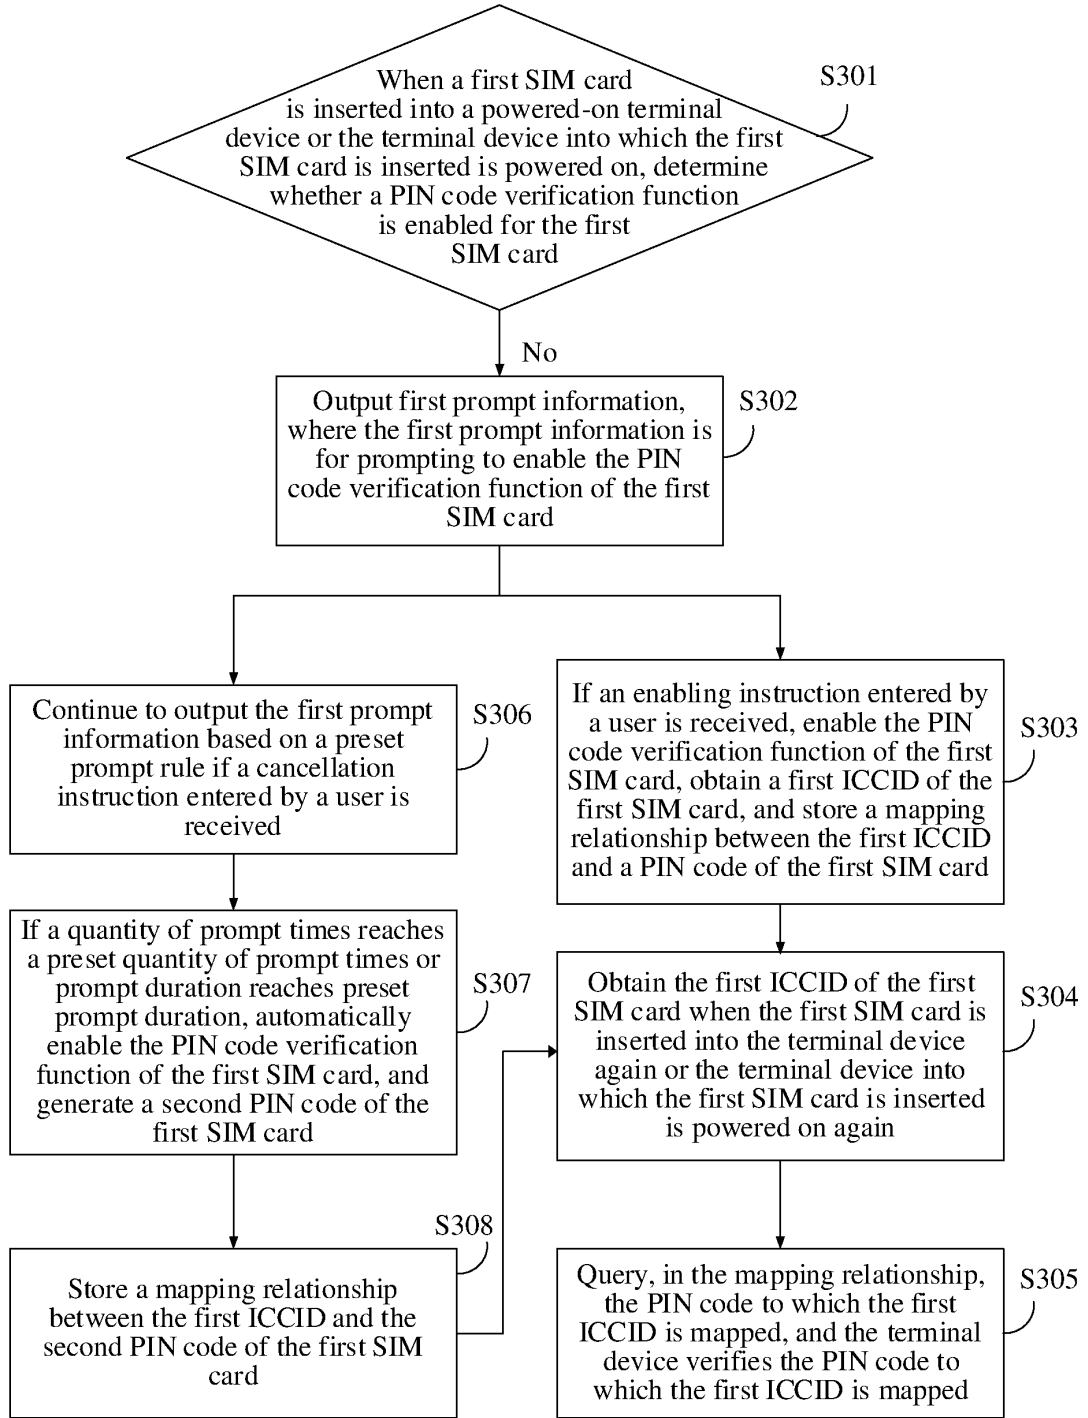 When a first SIM card
is inserted into a powered-on terminal
device or the terminal device into which the first
SIM card is inserted is powered on, determine
whether a PIN code verification function
is enabled for the first
SIM card
S301
No
Output first prompt information,
where the first prompt information is
for prompting to enable the PIN
code verification function of the first
SIM card
S302
Continue to output the first prompt
information based on a preset
prompt rule if a cancellation
instruction entered by a user is
received
S306
If an enabling instruction entered by
a user is received, enable the PIN
code verification function of the first
SIM card, obtain a first ICCID of the
first SIM card, and store a mapping
relationship between the first ICCID
and a PIN code of the first SIM card
S303
If a quantity of prompt times reaches
a preset quantity of prompt times or
prompt duration reaches preset
prompt duration, automatically
enable the PIN code verification
function of the first SIM card, and
generate a second PIN code of the
first SIM card
S307
Obtain the first ICCID of the first
SIM card when the first SIM card is
inserted into the terminal device
again or the terminal device into
which the first SIM card is inserted
is powered on again
S304
Store a mapping relationship
between the first ICCID and the
second PIN code of the first SIM
card
S308
Query, in the mapping relationship,
the PIN code to which the first
ICCID is mapped, and the terminal
device verifies the PIN code to
which the first ICCID is mapped
S305